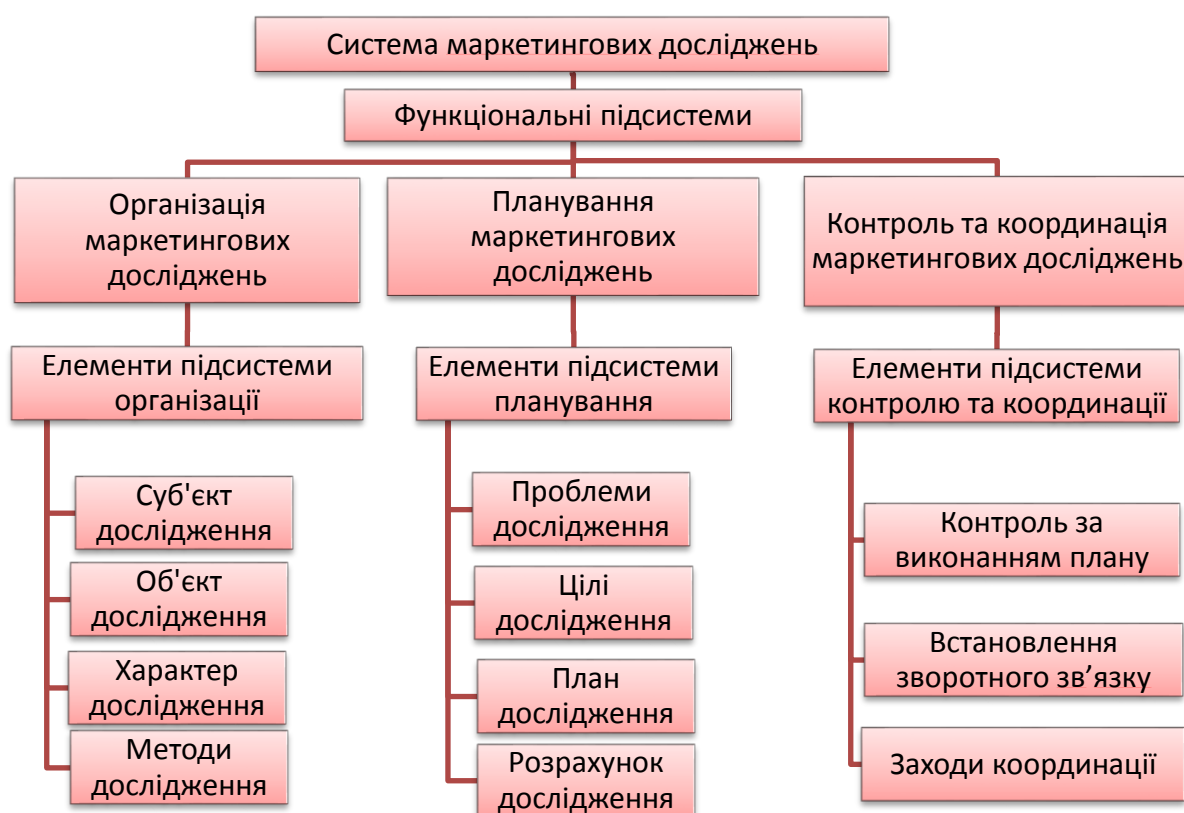 Система маркетингових досліджень
Функціональні підсистеми
Організація
маркетингових
досліджень
Планування
маркетингових
досліджень
Контроль та координація
маркетингових досліджень
Елементи підсистеми
організації
Елементи підсистеми
планування
Елементи підсистеми
контролю та координації
Суб'єкт
дослідження
Об'єкт
дослідження
Характер
дослідження
Методи
дослідження
Проблеми
дослідження
Цілі
дослідження
План
дослідження
Розрахунок
дослідження
Контроль за
виконанням плану
Встановлення
зворотного зв’язку
Заходи координації